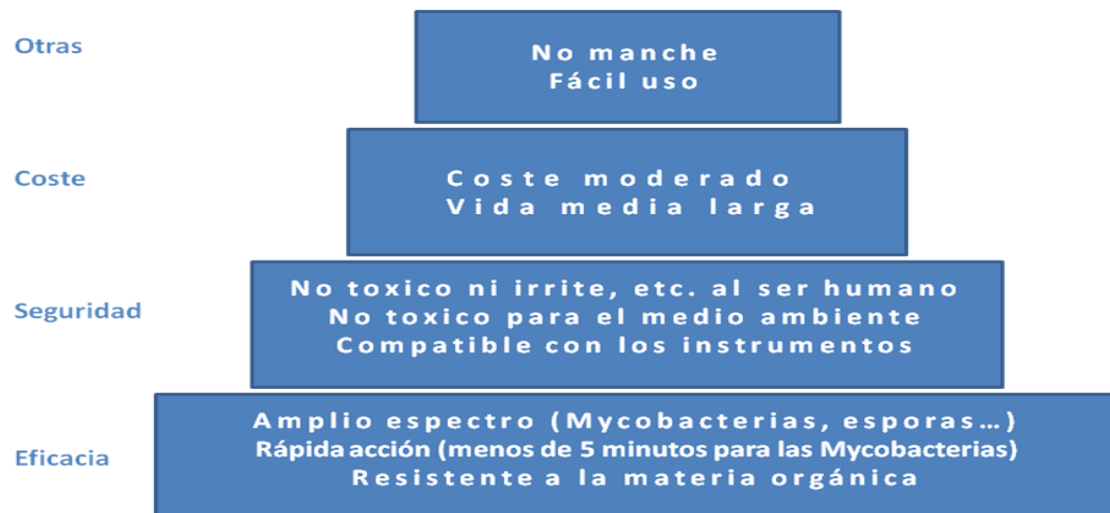 Otras
No manche
Fácil uso
Coste
Coste moderado
Vida media larga
Seguridad
No toxico ni irrite, etc. al ser humano
No toxico para el medio ambiente
Compatible con los instrumentos
Eficacia
Amplio espectro (Mycobacterias, esporas…)
Rápida acción (menos de 5 minutos para las Mycobacterias)
Resistente a la materia orgánica